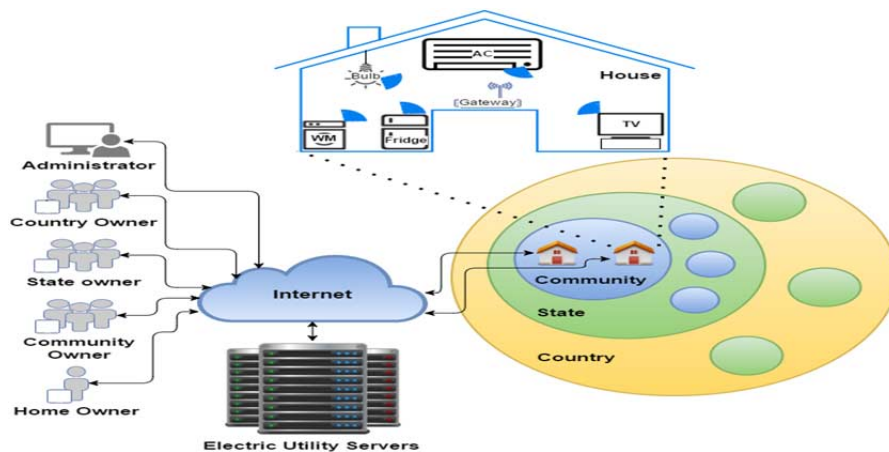 AC
Bulb
House
[Gateway]
WM
Fridge
TV
Administrator
Country Owner
State owner
Community
Owner
Home Owner
Internet
Electric Utility Servers
Community
State
Country